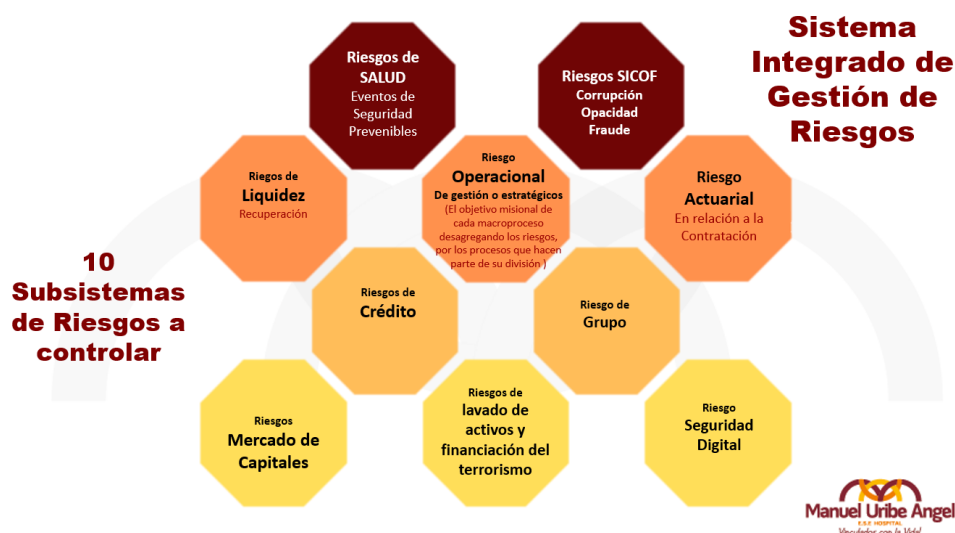 Sistema
Integrado de
Gestión de
Riesgos
Riesgos de
SALUD
Eventos de
Seguridad
Prevenibles
Riesgos SICOF
Corrupción
Opacidad
Fraude
Riegos de
Liquidez
Recuperación
Riesgo
Operacional
De gestión o estratégicos
(El objetivo misional de
cada macroproceso
desagregando los riesgos,
por los procesos que hacen
parte de su división )
Riesgo
Actuarial
En relación a la
Contratación
10
Subsistemas
de Riesgos a
controlar
Riesgos de
Crédito
Riesgo de
Grupo
Riesgos
Mercado de
Capitales
Riesgos de
lavado de
activos y
financiación del
terrorismo
Riesgo
Seguridad
Digital
Manuel Uribe Angel
E.S.E HOSPITAL
Vinculados con la Vida!